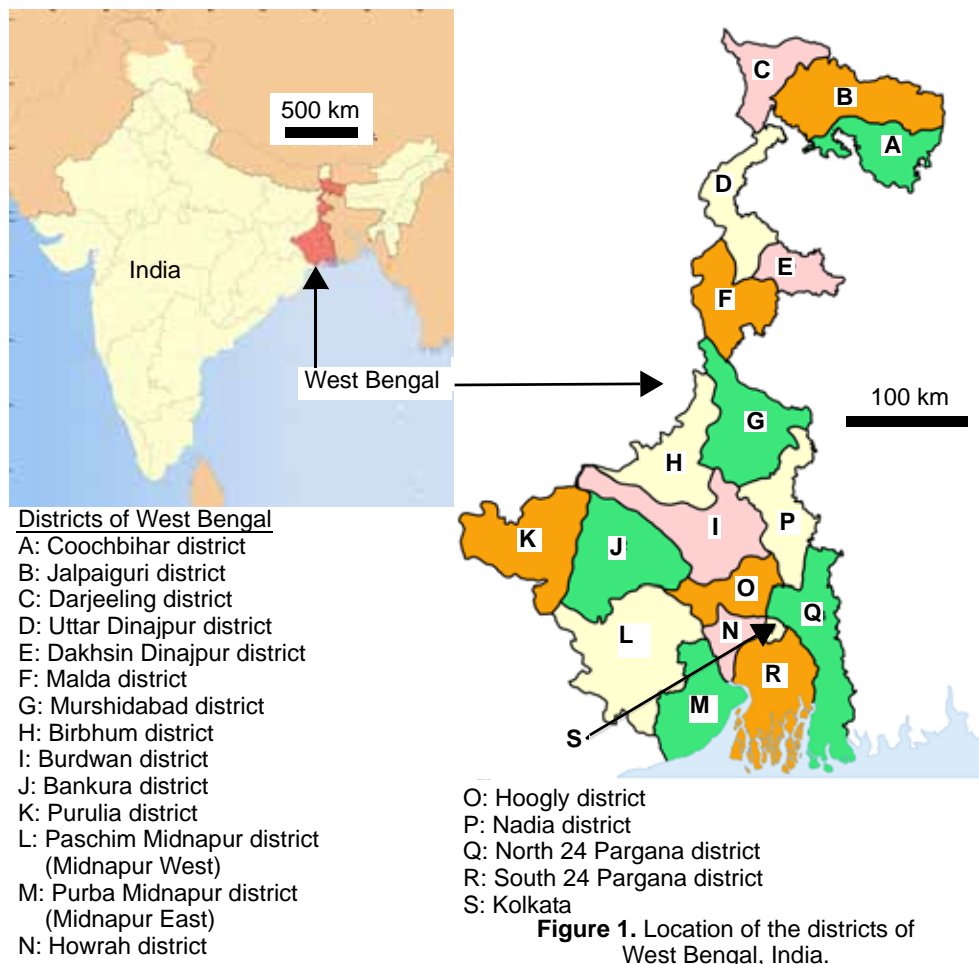 500 km
India
West Bengal
Districts of West Bengal
A: Coochbihar district
B: Jalpaiguri district
C: Darjeeling district
D: Uttar Dinajpur district
E: Dakhsin Dinajpur district
F: Malda district
G: Murshidabad district
H: Birbhum district
I: Burdwan district
J: Bankura district
K: Purulia district
L: Paschim Midnapur district
(Midnapur West)
M: Purba Midnapur district
(Midnapur East)
N: Howrah district
C
B
A
D
E
F
100 km
G
H
I
P
K
J
O
Q
N
L
R
M
S
O: Hoogly district
P: Nadia district
Q: North 24 Pargana district
R: South 24 Pargana district
S: Kolkata
Figure 1. Location of the districts of
West Bengal, India.